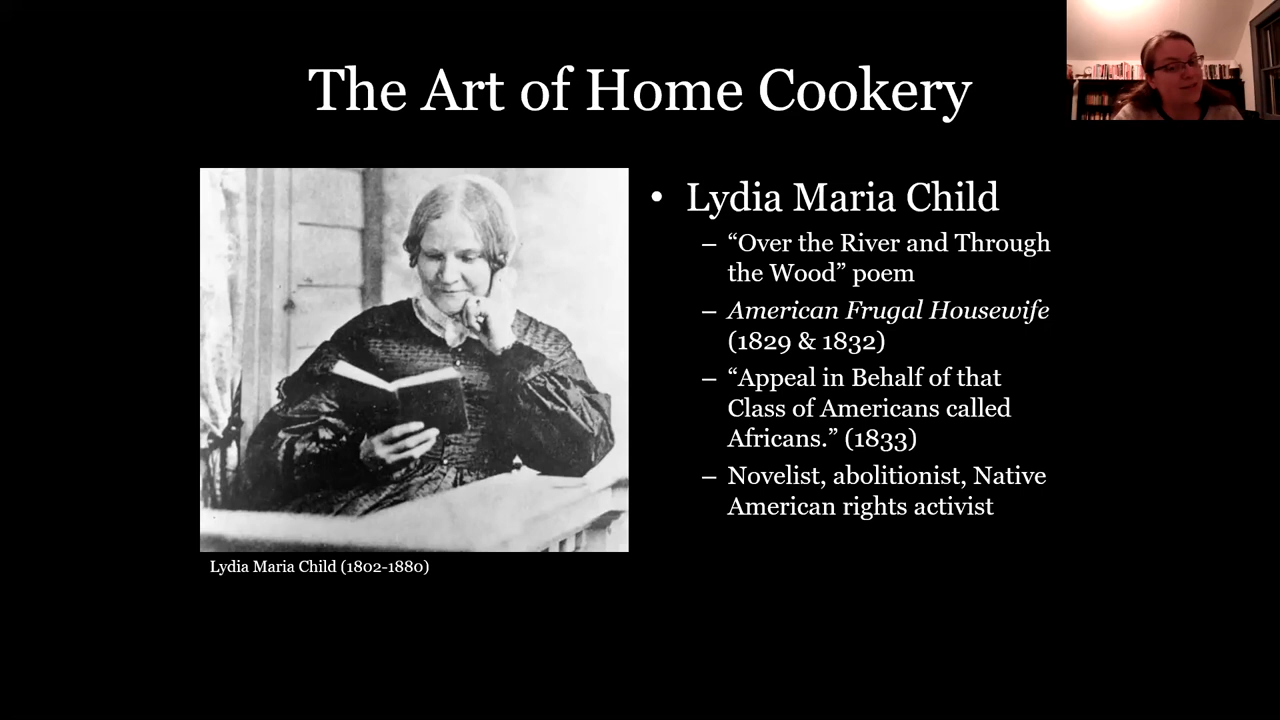 The Art of Home Cookery
• Lydia Maria Child
– “Over the River and Through
the Wood” poem
– American Frugal Housewife
(1829 & 1832)
– “Appeal in Behalf of that
Class of Americans called
Africans.” (1833)
– Novelist, abolitionist, Native
American rights activist
Lydia Maria Child (1802-1880)